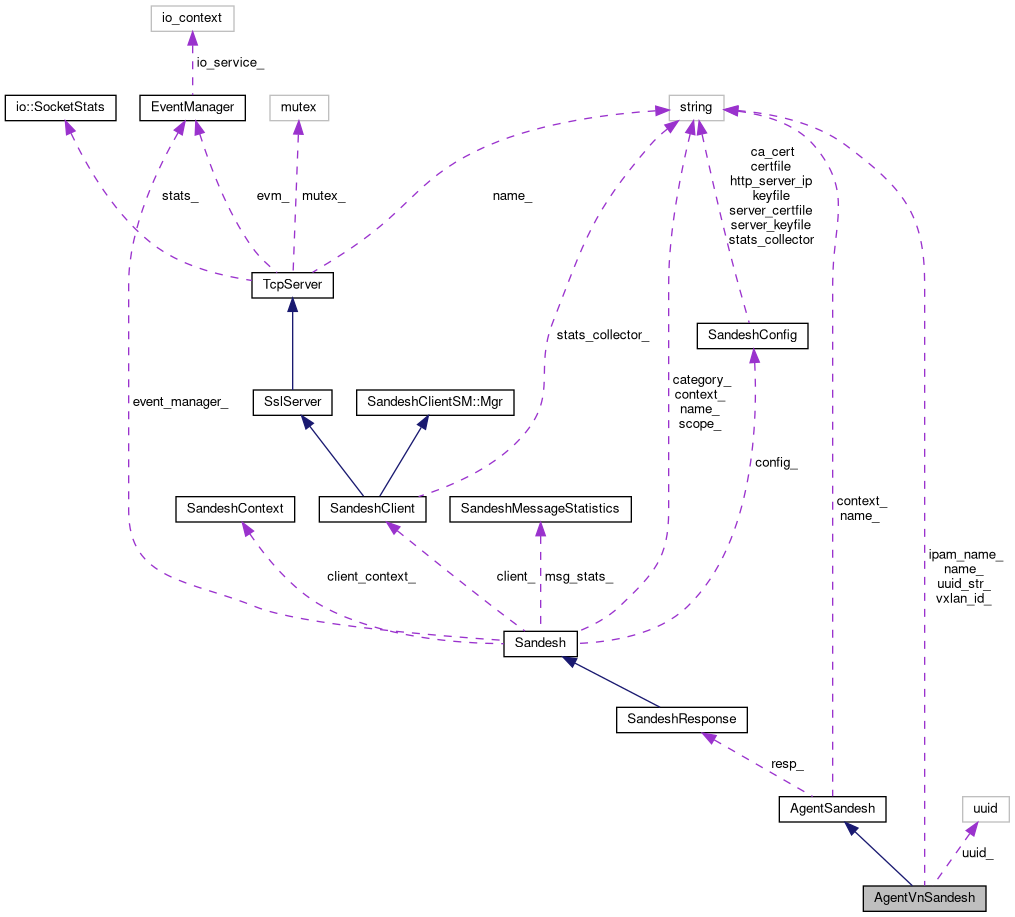 io_context
io_service_
io::SocketStats
EventManager
mutex
string
ca_cert
certfile
http_server_ip
keyfile
server_certfile
server_keyfile
stats_collector
stats_
evm_
mutex_
name_
TcpServer
SandeshConfig
stats_collector_
category_
context_
name_
scope_
event_manager_
SslServer
SandeshClientSM::Mgr
config_
SandeshContext
SandeshClient
SandeshMessageStatistics
context_
name_
ipam_name_
name_
uuid_str_
vxlan_id_
client_context_
client_
msg_stats_
Sandesh
SandeshResponse
resp_
AgentSandesh
uuid
uuid_
AgentVnSandesh